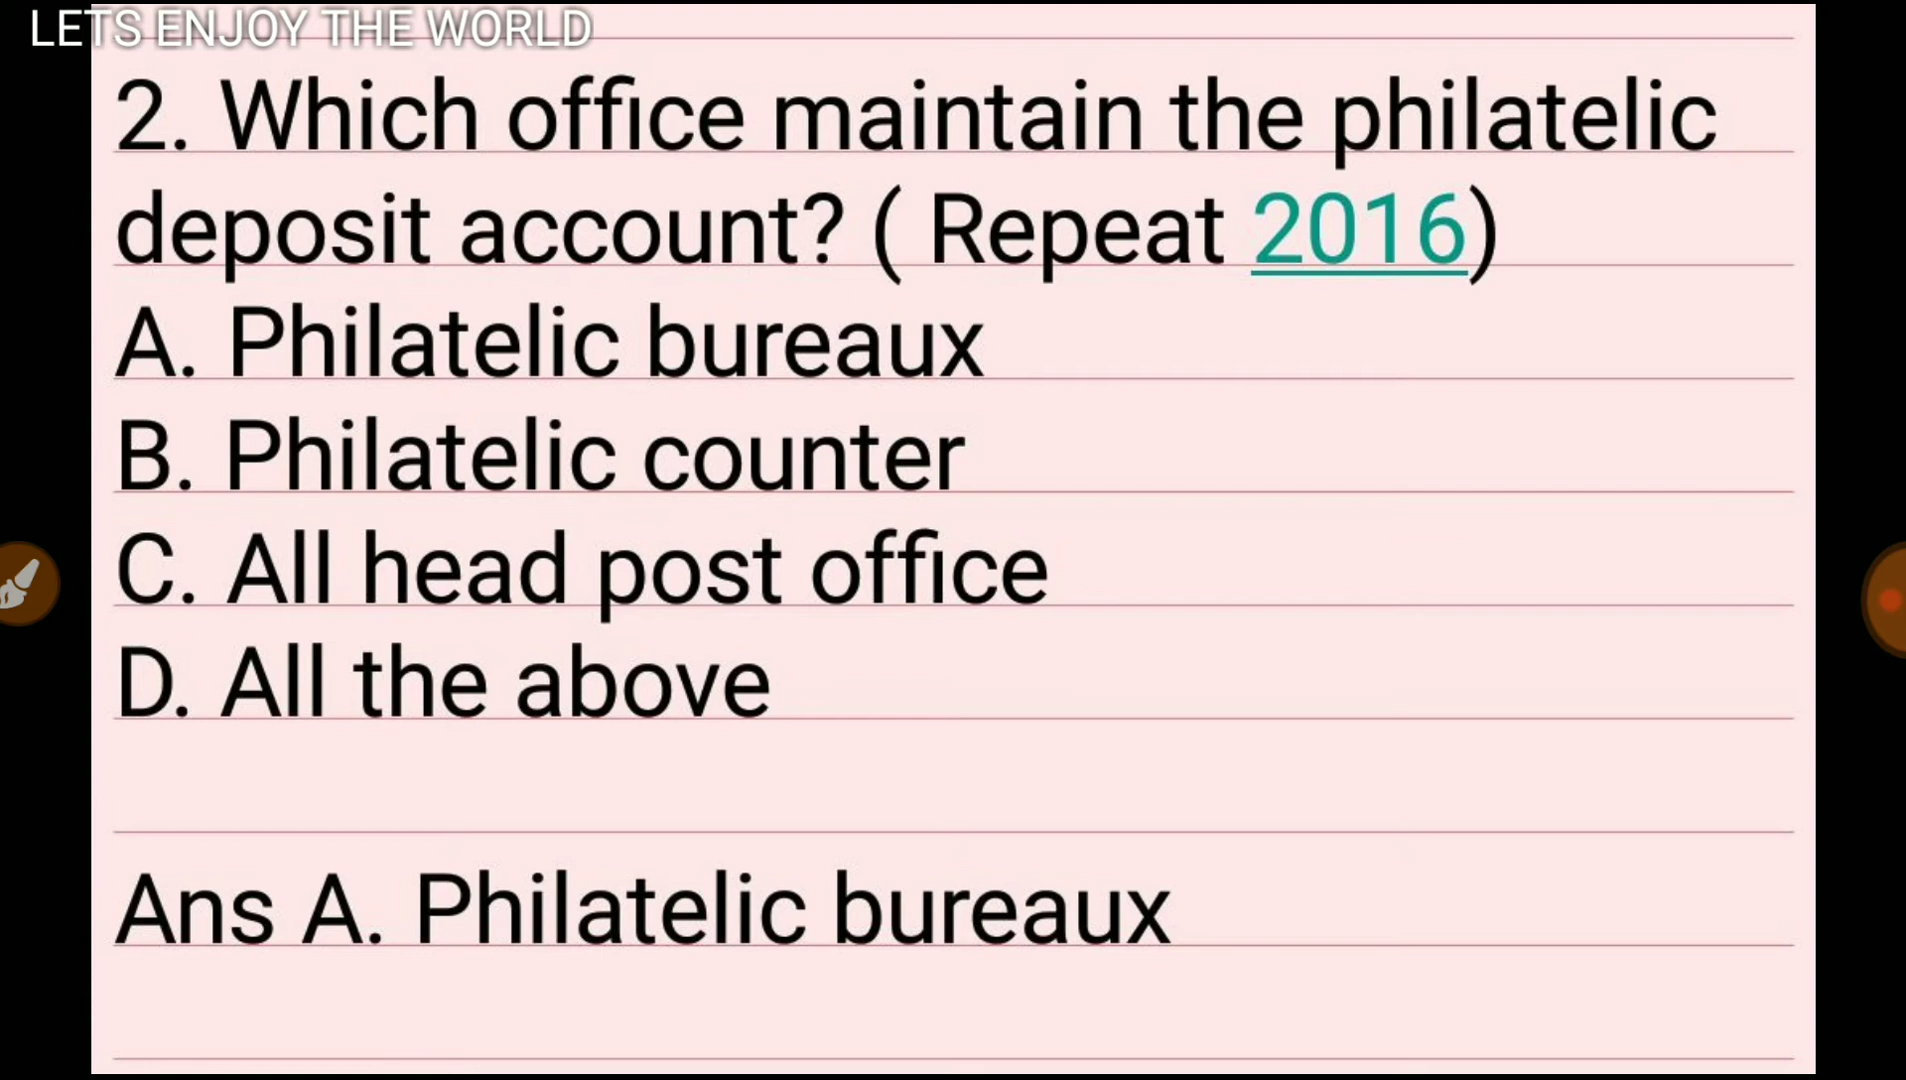 LETS ENJOY THE WORLD
2. Which office maintain the philatelic
deposit account? ( Repeat 2016)
A. Philatelic bureaux
B. Philatelic counter
C. All head post office
D. All the above
Ans A. Philatelic bureaux